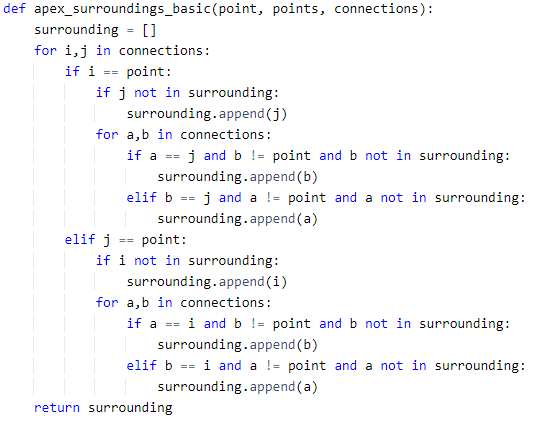 def apex_surroundings_basic(point, points, connections):
    surrounding = []
    for i,j in connections:
        if i == point:
            if j not in surrounding:
                surrounding.append(j)
            for a,b in connections:
                if a == j and b != point and b not in surrounding:
                    surrounding.append(b)
                elif b == j and a != point and a not in surrounding:
                    surrounding.append(a)
        elif j == point:
            if i not in surrounding:
                surrounding.append(i)
            for a,b in connections:
                if a == i and b != point and b not in surrounding:
                    surrounding.append(b)
                elif b == i and a != point and a not in surrounding:
                    surrounding.append(a)
    return surrounding